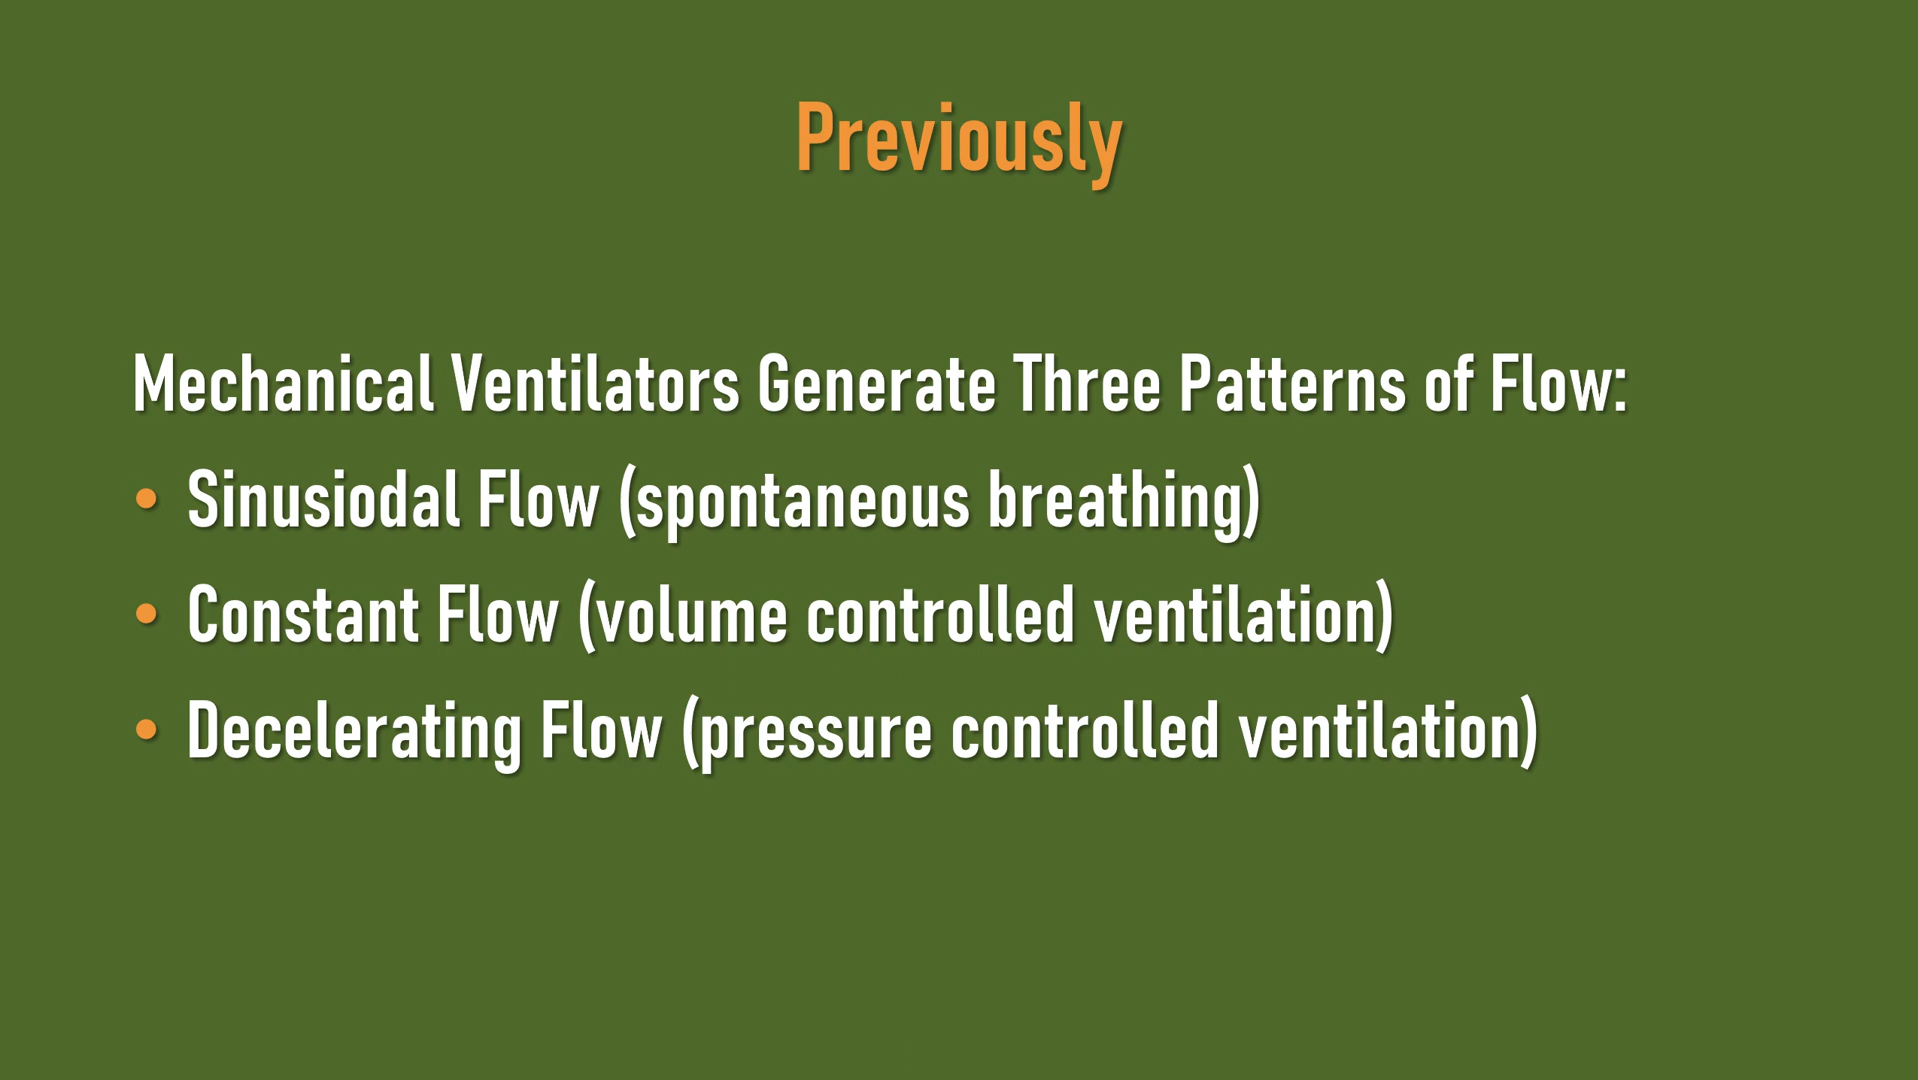 Previously
Mechanical Ventilators Generate Three Patterns of Flow:
• Sinusiodal Flow (spontaneous breathing)
• Constant Flow (volume controlled ventilation)
• Decelerating Flow (pressure controlled ventilation)